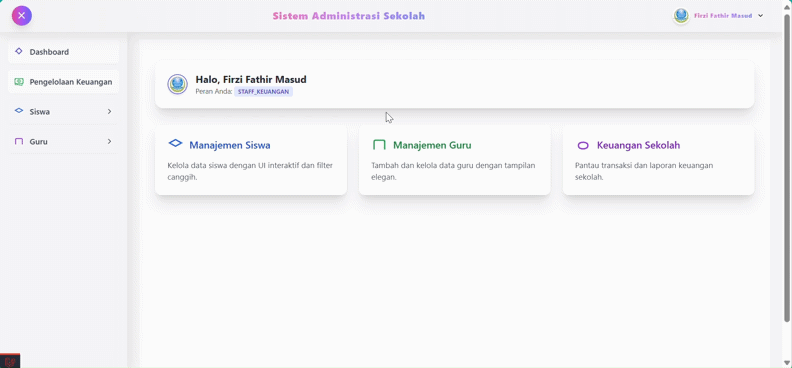 Sistem Administrasi Sekolah
Firzi Fathir Masud
Dashboard
Pengelolaan Keuangan
Siswa
Guru
Halo, Firzi Fathir Masud
Peran Anda: STAFF_KEUANGAN
Manajemen Siswa
Kelola data siswa dengan UI interaktif dan filter
canggih.
Manajemen Guru
Tambah dan kelola data guru dengan tampilan
elegan.
Keuangan Sekolah
Pantau transaksi dan laporan keuangan
sekolah.